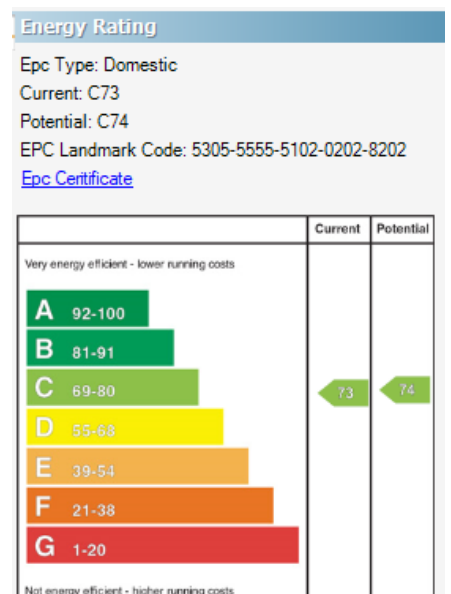 Energy Rating
Epc Type: Domestic
Current: C73
Potential: C74
EPC Landmark Code: 5305-5555-5102-0202-8202
Epc Ceritificate
Current Potential
Very energy efficient - lower running costs
A 92-100
B 81-91
C 69-80 73 74
D 55-68
E 39-54
F 21-38
G 1-20
Not energy efficient - higher running costs